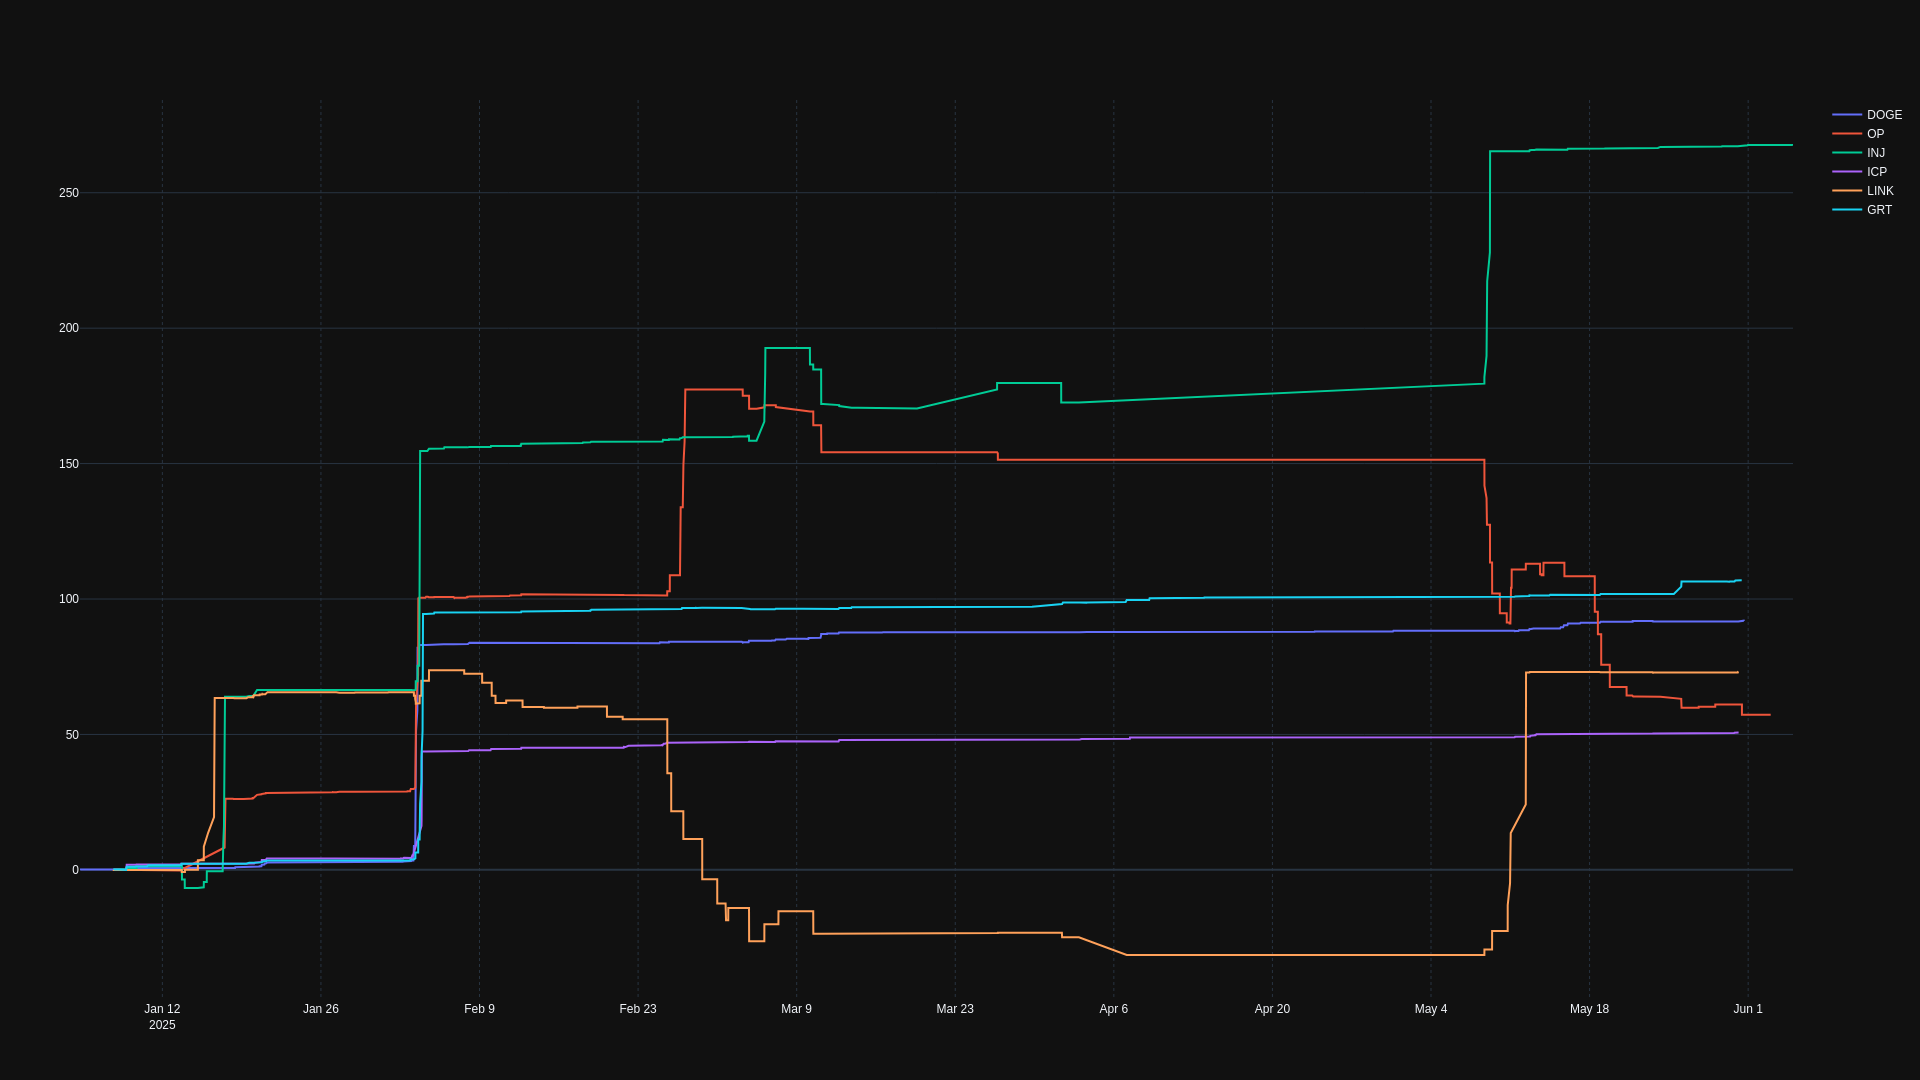 DOGE
OP
INJ
ICP
LINK
GRT
250
200
150
100
50
0
Jan 12
2025
Jan 26
Feb 9
Feb 23
Mar 9
Mar 23
Apr 6
Apr 20
May 4
May 18
Jun 1